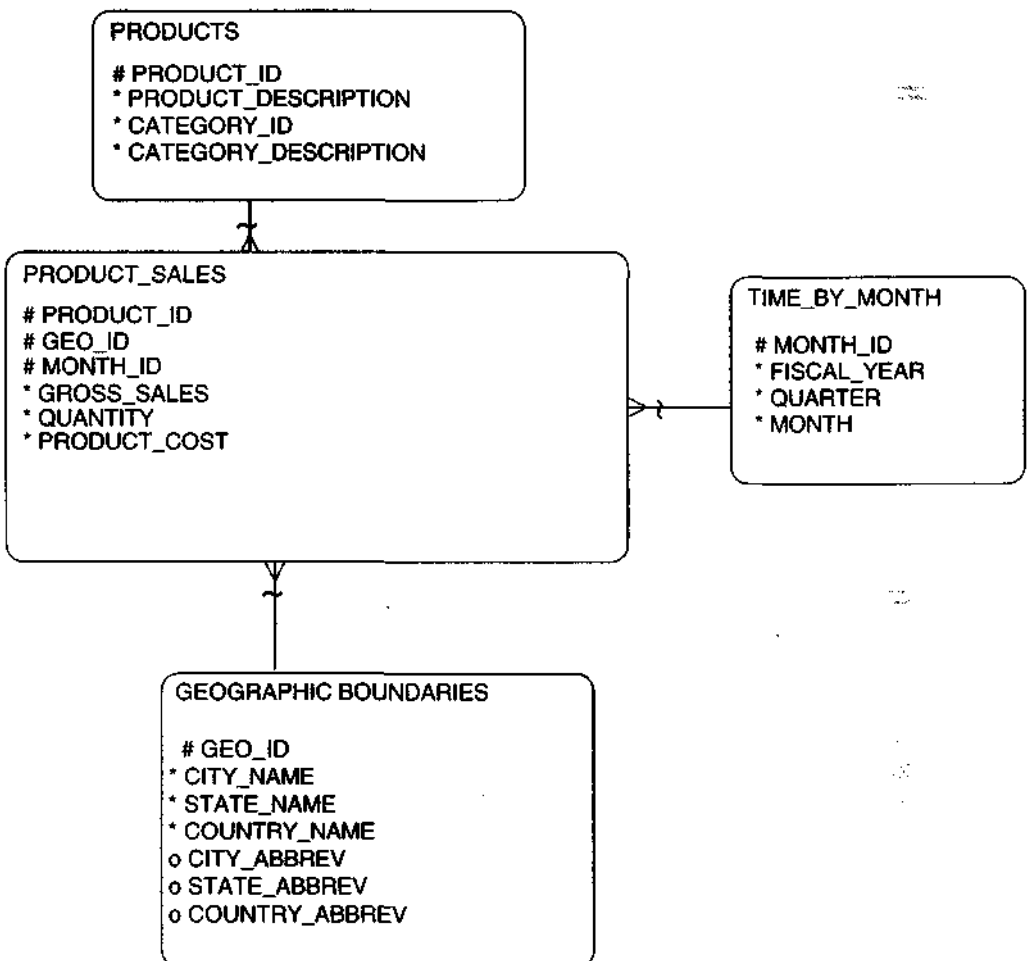 PRODUCTS
# PRODUCT_ID
* PRODUCT_DESCRIPTION
* CATEGORY_ID
* CATEGORY_DESCRIPTION
PRODUCT_SALES
# PRODUCT_ID
# GEO_ID
# MONTH_ID
* GROSS_SALES
* QUANTITY
* PRODUCT_COST
TIME_BY_MONTH
# MONTH_ID
* FISCAL_YEAR
* QUARTER
* MONTH
GEOGRAPHIC BOUNDARIES
# GEO_ID
* CITY_NAME
* STATE_NAME
* COUNTRY_NAME
o CITY_ABBREV
o STATE_ABBREV
o COUNTRY_ABBREV